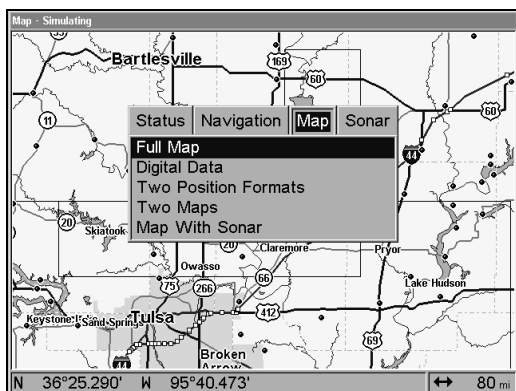 Map - Simulating
33
Bartlesville
169
60
11
60
Status Navigation Map Sonar
Full Map
Digital Data
Two Position Formats
Two Maps
Map With Sonar
44
20
Skiatook
20
Claremore
Pryor
Owasso
66
75
266
Lake Hudson
412
Keystone
Sand Springs
Tulsa
69
Broken
Arrow
44
N 36°25.290' W 95°40.473' ↔ 80 mi